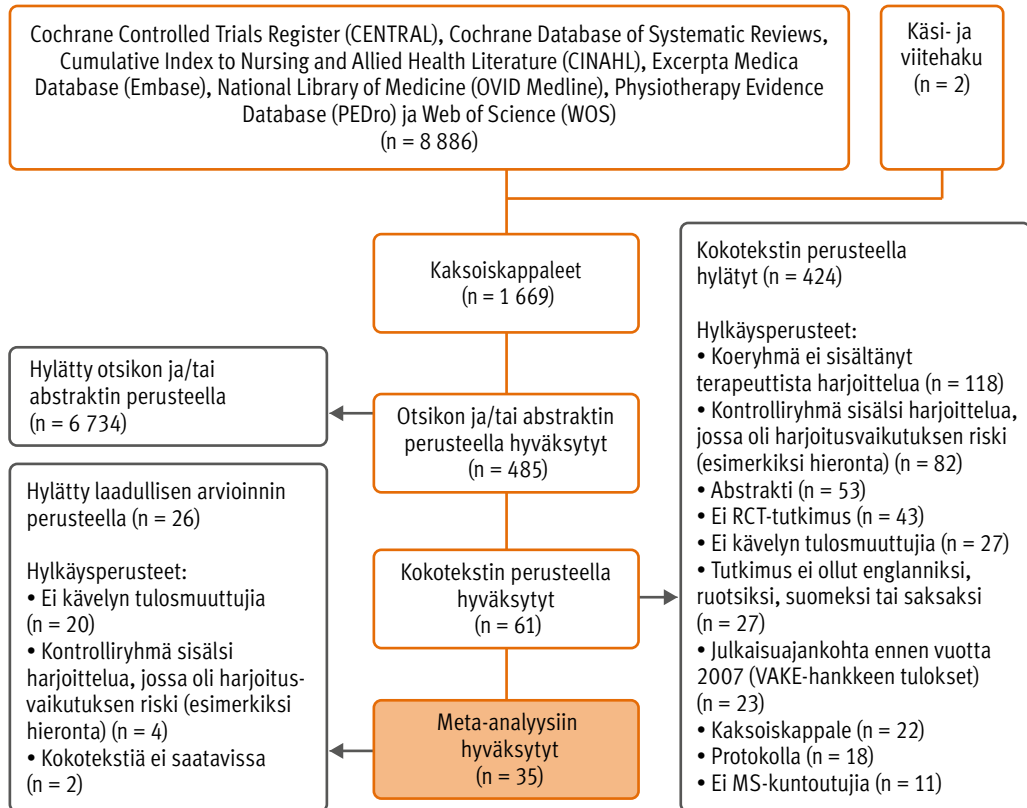 Cochrane Controlled Trials Register (CENTRAL), Cochrane Database of Systematic Reviews,
Cumulative Index to Nursing and Allied Health Literature (CINAHL), Excerpta Medica
Database (Embase), National Library of Medicine (OVID Medline), Physiotherapy Evidence
Database (PEDro) ja Web of Science (WOS)
(n = 8 886)
Käsi- ja
viitehaku
(n = 2)
Kaksoiskappaleet
(n = 1 669)
Hylätty otsikon ja/tai
abstraktin perusteella
(n = 6 734)
Otsikon ja/tai abstraktin
perusteella hyväksytyt
(n = 485)
Kokotekstin perusteella
hylätyt (n = 424)
Hylkäysperusteet:
• Koeryhmä ei sisältänyt
terapeuttista harjoittelua (n = 118)
• Kontrolliryhmä sisälsi harjoittelua,
jossa oli harjoitusvaikutuksen riski
(esimerkiksi hieronta) (n = 82)
• Abstrakti (n = 53)
• Ei RCT-tutkimus (n = 43)
• Ei kävelyn tulosmuuttujia (n = 27)
• Tutkimus ei ollut englanniksi,
ruotsiksi, suomeksi tai saksaksi
(n = 27)
• Julkaisuajankohta ennen vuotta
2007 (VAKE-hankkeen tulokset)
(n = 23)
• Kaksoiskappale (n = 22)
• Protokolla (n = 18)
• Ei MS-kuntoutujia (n = 11)
Kokotekstin perusteella
hyväksytyt
(n = 61)
Hylätty laadullisen arvioinnin
perusteella (n = 26)
Hylkäysperusteet:
• Ei kävelyn tulosmuuttujia
(n = 20)
• Kontrolliryhmä sisälsi
harjoittelua, jossa oli harjoitus-
vaikutuksen riski (esimerkiksi
hieronta) (n = 4)
• Kokotekstiä ei saatavissa
(n = 2)
Meta-analyysiin
hyväksytyt
(n = 35)